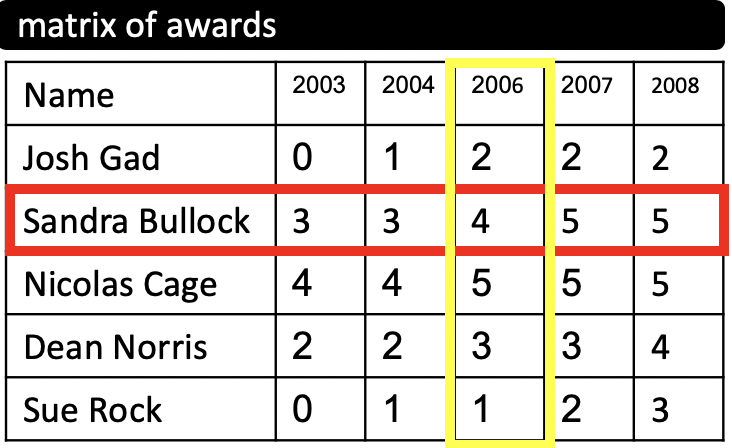 matrix of awards
Name 2003 2004 2006 2007 2008
Josh Gad 0 1 2 2 2
Sandra Bullock 3 3 4 5 5
Nicolas Cage 4 4 5 5 5
Dean Norris 2 2 3 3 4
Sue Rock 0 1 1 2 3